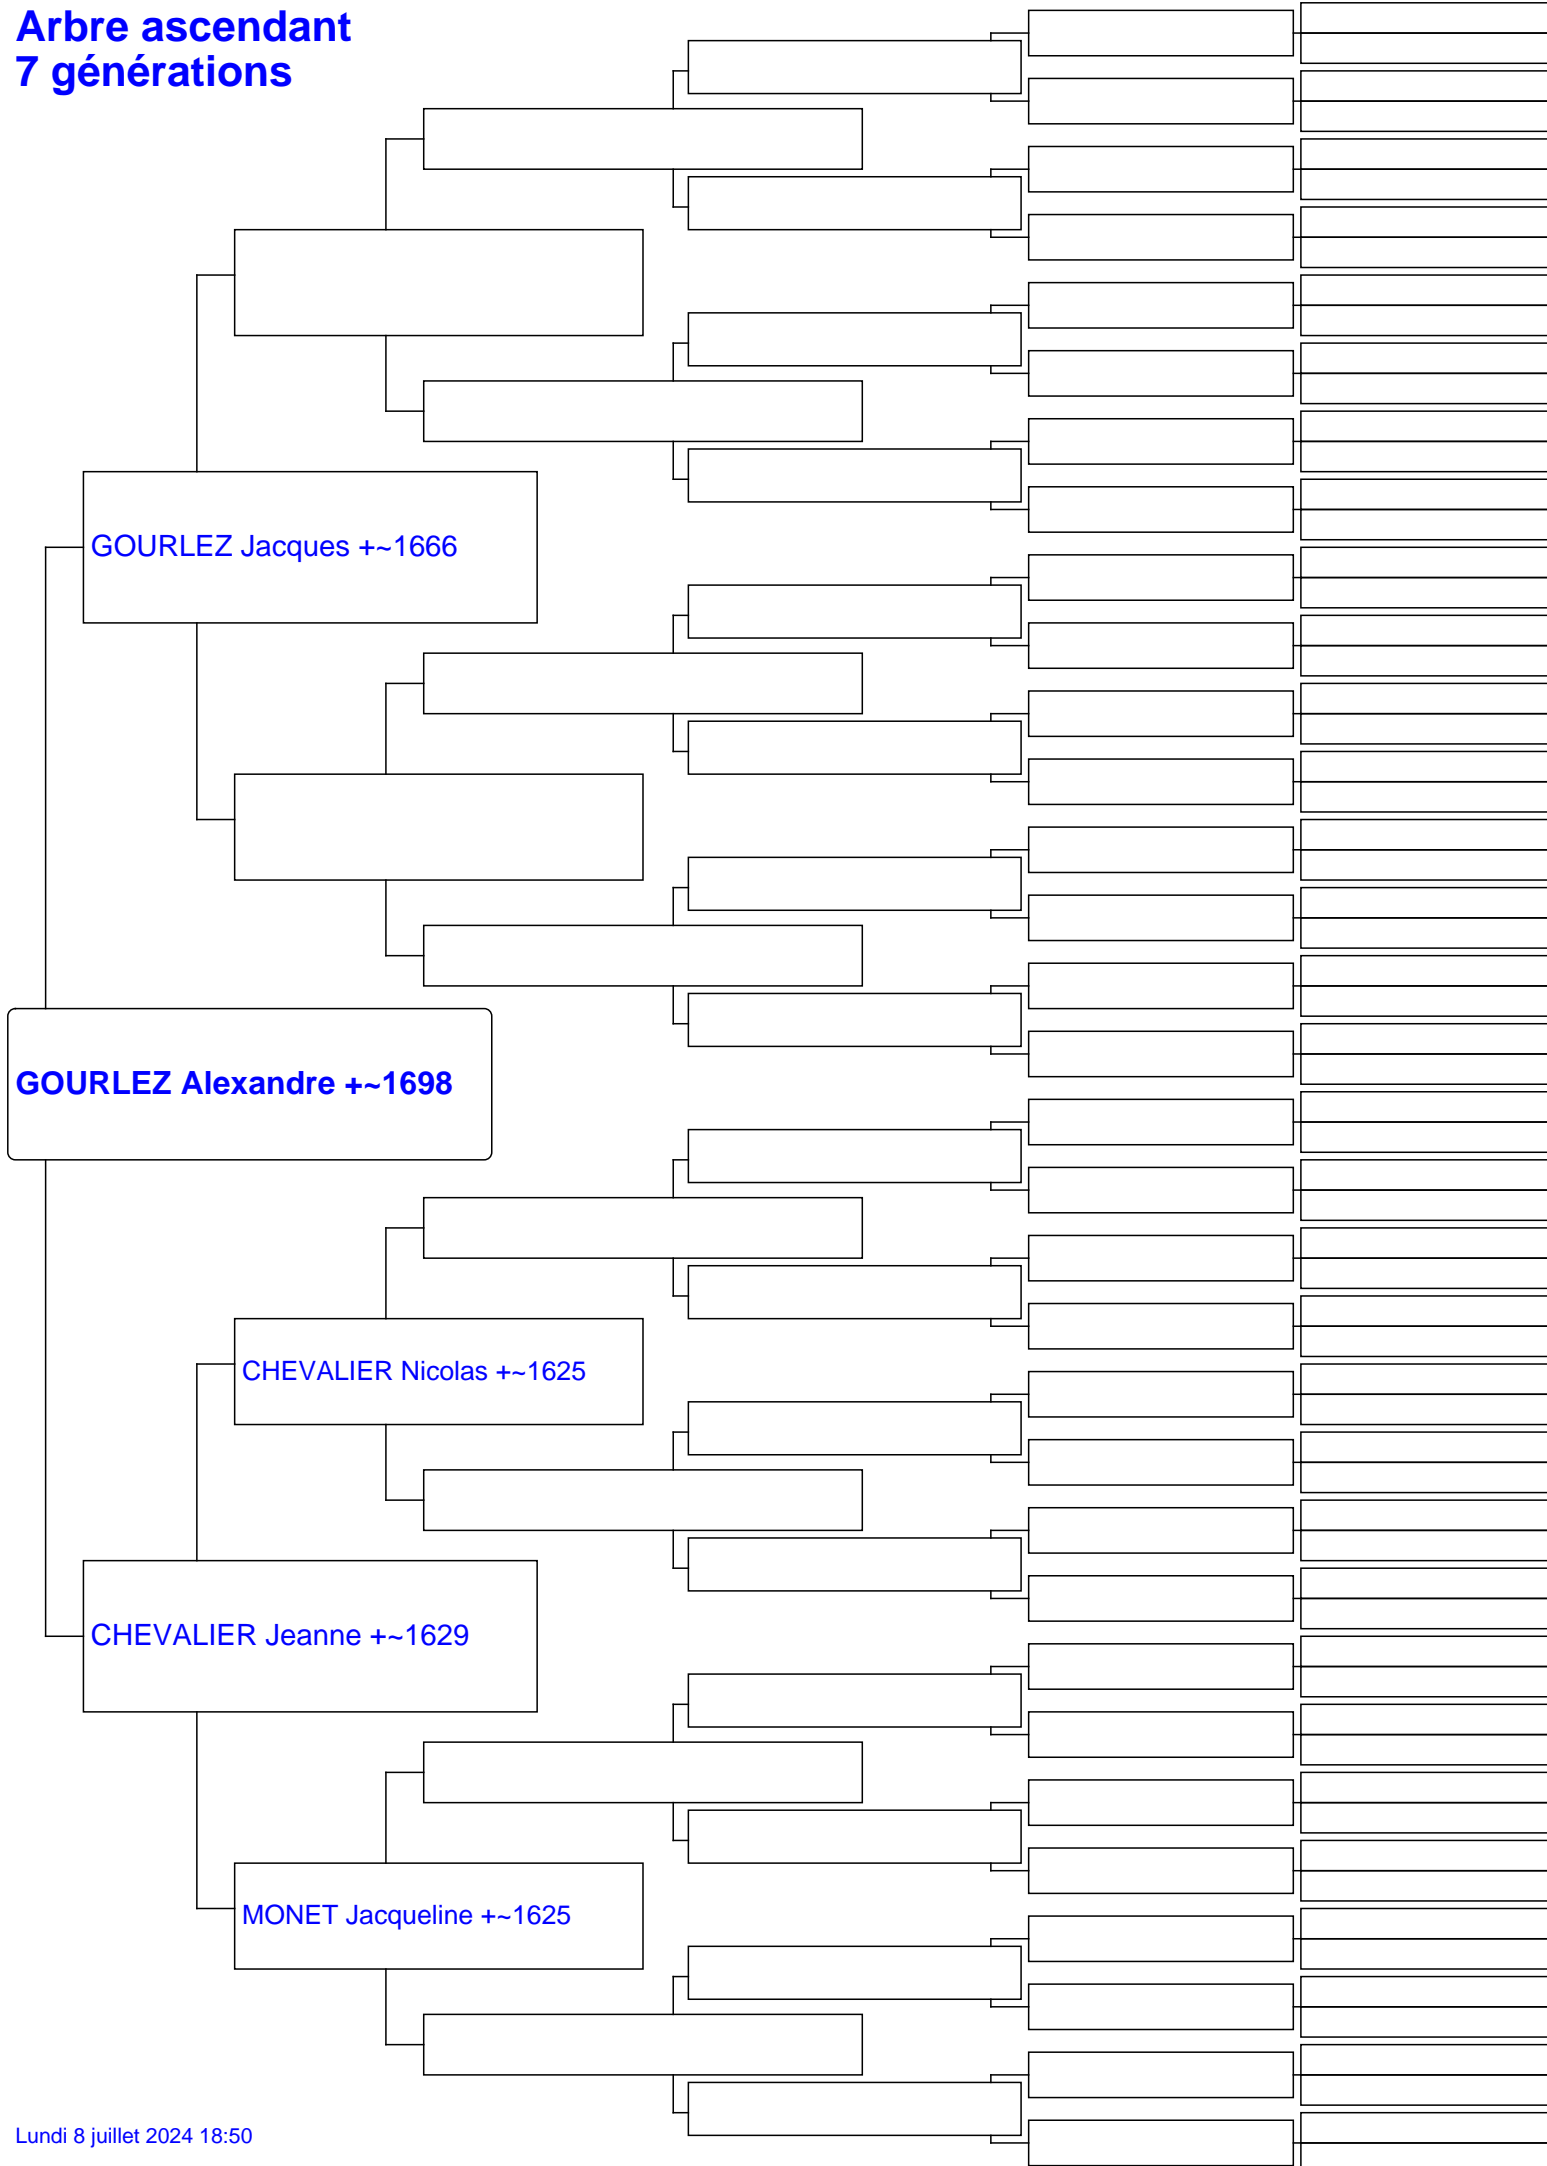 Arbre ascendant
7 générations
GOURLEZ Jacques +~1666
GOURLEZ Alexandre +~1698
CHEVALIER Nicolas +~1625
CHEVALIER Jeanne +~1629
MONET Jacqueline +~1625
Lundi 8 juillet 2024 18:50